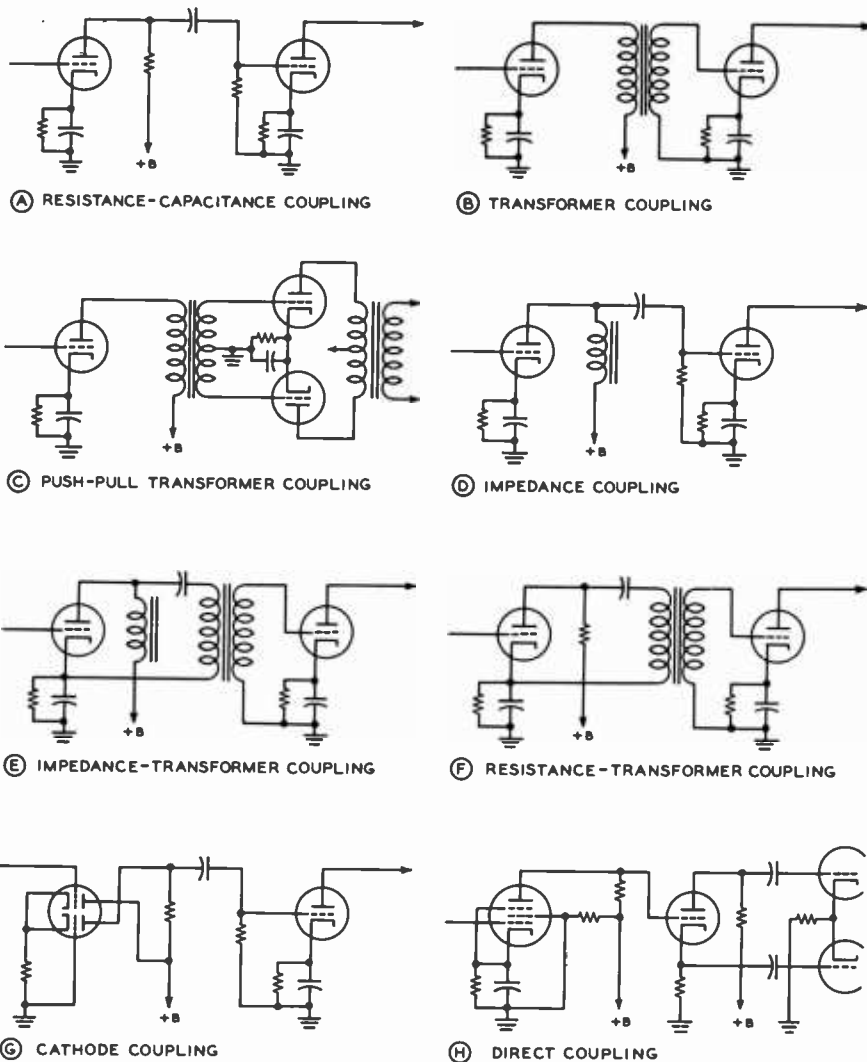 +B
Ⓐ RESISTANCE-CAPACITANCE COUPLING
+B
Ⓑ TRANSFORMER COUPLING
+B
Ⓒ PUSH-PULL TRANSFORMER COUPLING
+B
Ⓓ IMPEDANCE COUPLING
+B
Ⓔ IMPEDANCE-TRANSFORMER COUPLING
+B
Ⓕ RESISTANCE-TRANSFORMER COUPLING
+B
Ⓖ CATHODE COUPLING
+B
+B
Ⓗ DIRECT COUPLING